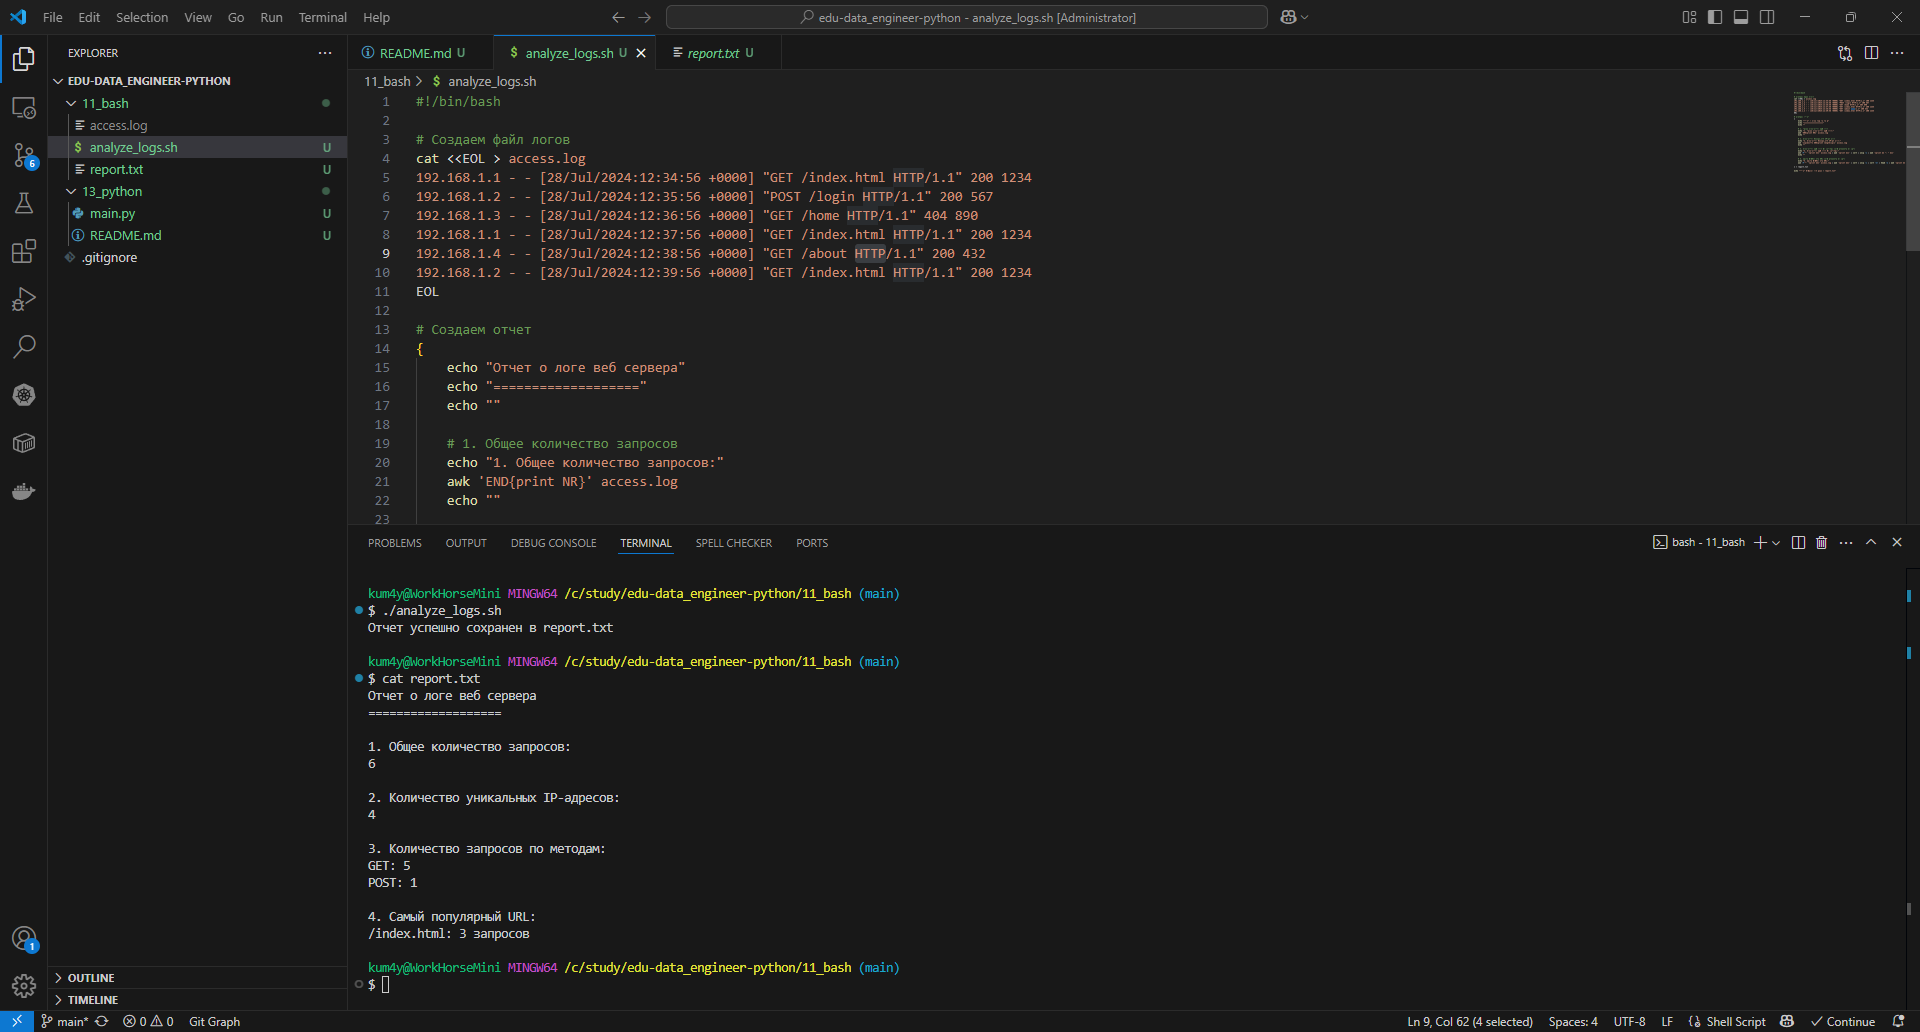 File Edit Selection View Go Run Terminal Help
edu-data_engineer-python - analyze_logs.sh [Administrator]
EXPLORER
EDU-DATA_ENGINEER-PYTHON
11_bash
access.log
analyze_logs.sh U
report.txt U
13_python
main.py U
README.md U
.gitignore
6
1
OUTLINE
TIMELINE
README.md U
analyze_logs.sh U
report.txt U
11_bash > $ analyze_logs.sh
1 #!/bin/bash
2
3 # Создаем файл логов
4 cat <<EOL > access.log
5 192.168.1.1 - - [28/Jul/2024:12:34:56 +0000] "GET /index.html HTTP/1.1" 200 1234
6 192.168.1.2 - - [28/Jul/2024:12:35:56 +0000] "POST /login HTTP/1.1" 200 567
7 192.168.1.3 - - [28/Jul/2024:12:36:56 +0000] "GET /home HTTP/1.1" 404 890
8 192.168.1.1 - - [28/Jul/2024:12:37:56 +0000] "GET /index.html HTTP/1.1" 200 1234
9 192.168.1.4 - - [28/Jul/2024:12:38:56 +0000] "GET /about HTTP/1.1" 200 432
10 192.168.1.2 - - [28/Jul/2024:12:39:56 +0000] "GET /index.html HTTP/1.1" 200 1234
11 EOL
12
13 # Создаем отчет
14 {
15 echo "Отчет о логе веб сервера"
16 echo "==================="
17 echo ""
18
19 # 1. Общее количество запросов
20 echo "1. Общее количество запросов:"
21 awk 'END{print NR}' access.log
22 echo ""
23
PROBLEMS OUTPUT DEBUG CONSOLE TERMINAL SPELL CHECKER PORTS
bash - 11_bash
kum4y@WorkHorseMini MINGW64 /c/study/edu-data_engineer-python/11_bash (main)
$ ./analyze_logs.sh
Отчет успешно сохранен в report.txt
kum4y@WorkHorseMini MINGW64 /c/study/edu-data_engineer-python/11_bash (main)
$ cat report.txt
Отчет о логе веб сервера
===================
1. Общее количество запросов:
6
2. Количество уникальных IP-адресов:
4
3. Количество запросов по методам:
GET: 5
POST: 1
4. Самый популярный URL:
/index.html: 3 запросов
kum4y@WorkHorseMini MINGW64 /c/study/edu-data_engineer-python/11_bash (main)
$
main* 0 0 Git Graph
Ln 9, Col 62 (4 selected) Spaces: 4 UTF-8 LF Shell Script Continue